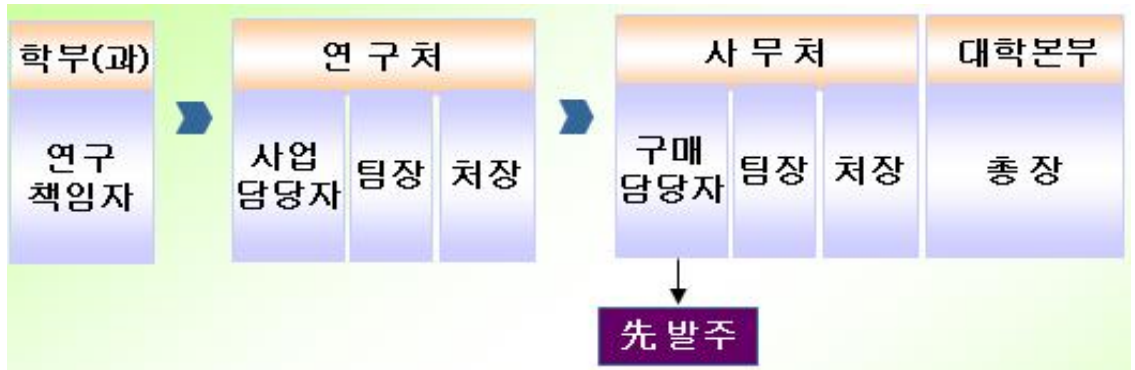 학부(과)
연구
책임자
연 구 처
사업
담당자
팀장
처장
사 무 처
구매
담당자
팀장
처장
대학본부
총 장
先 발주